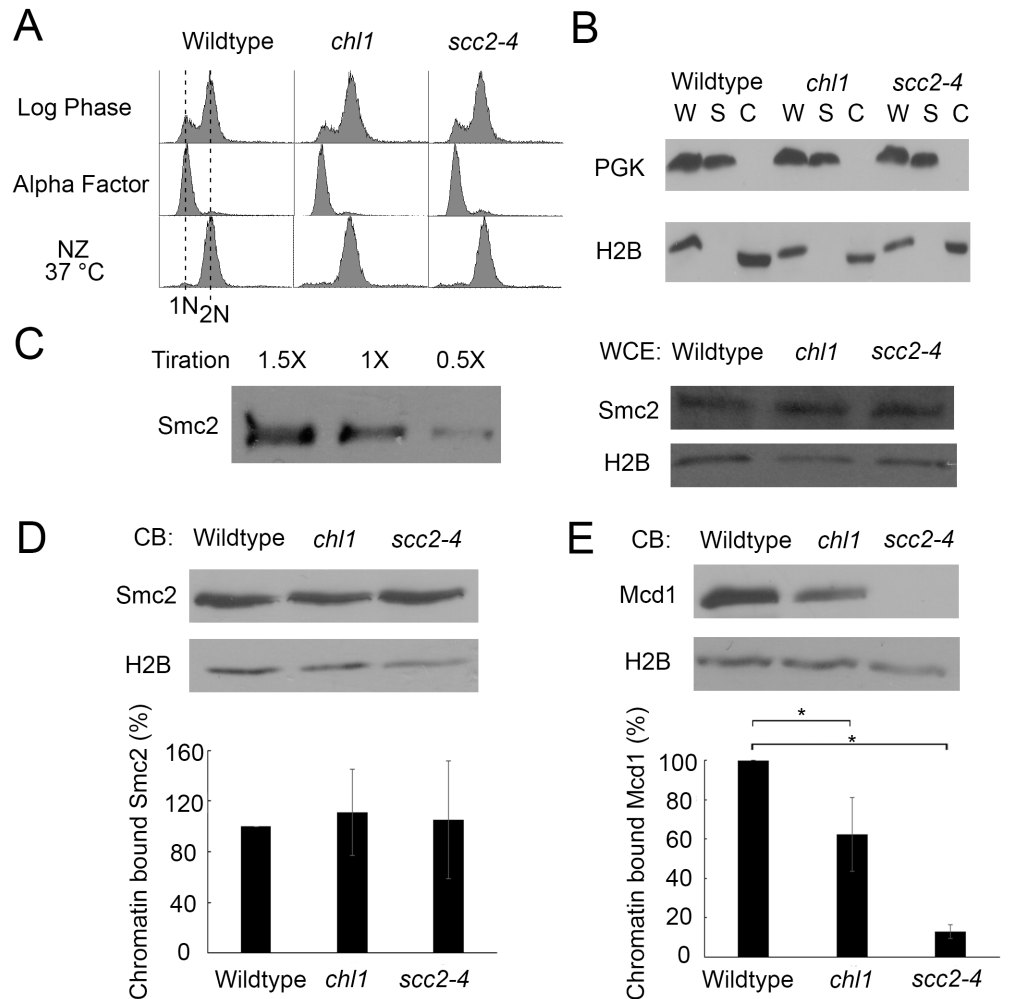 A
Wildtype chl1 scc2-4
Log Phase
Alpha Factor
NZ
37 °C
1N 2N
B
Wildtype chl1 scc2-4
W S C W S C W S C
PGK
H2B
C
Tiration 1.5X 1X 0.5X
Smc2
WCE: Wildtype chl1 scc2-4
Smc2
H2B
D
CB: Wildtype chl1 scc2-4
Smc2
H2B
Chromatin bound Smc2 (%)
160
120
80
40
0
Wildtype chl1 scc2-4
E
CB: Wildtype chl1 scc2-4
Mcd1
H2B
*
*
Chromatin bound Mcd1 (%)
100
80
60
40
20
0
Wildtype chl1 scc2-4